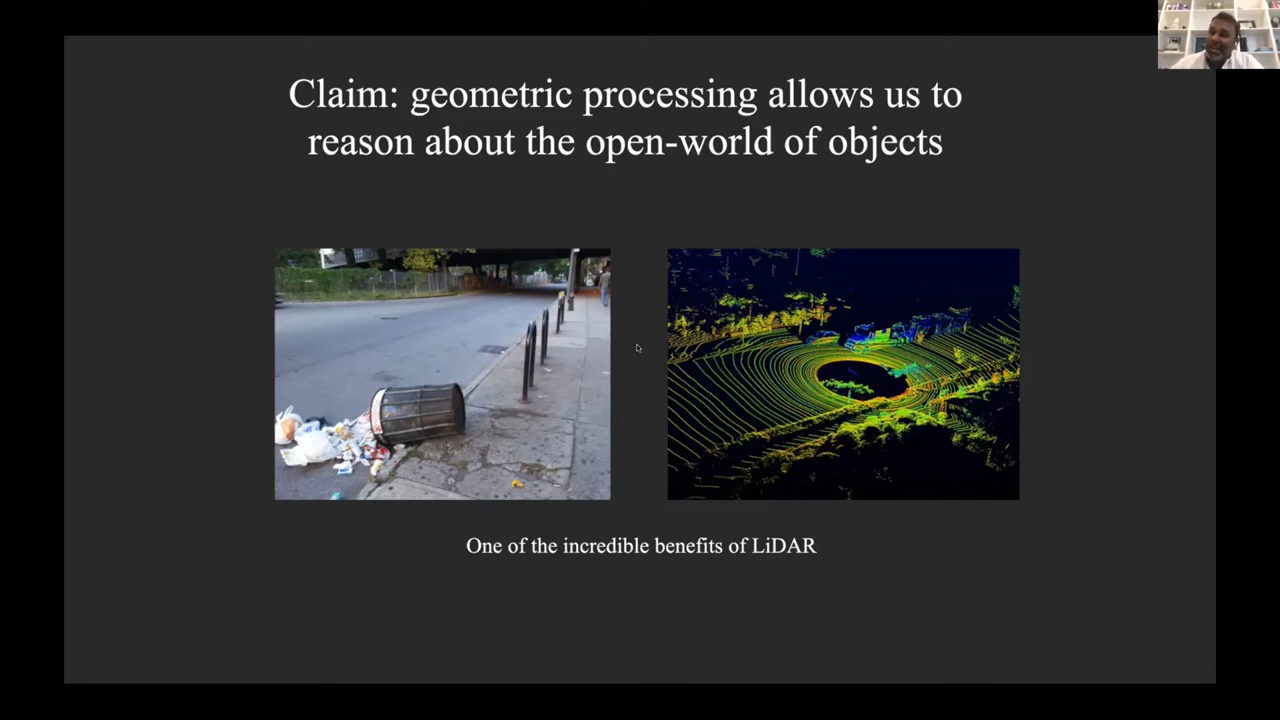 Claim: geometric processing allows us to
reason about the open-world of objects
One of the incredible benefits of LiDAR